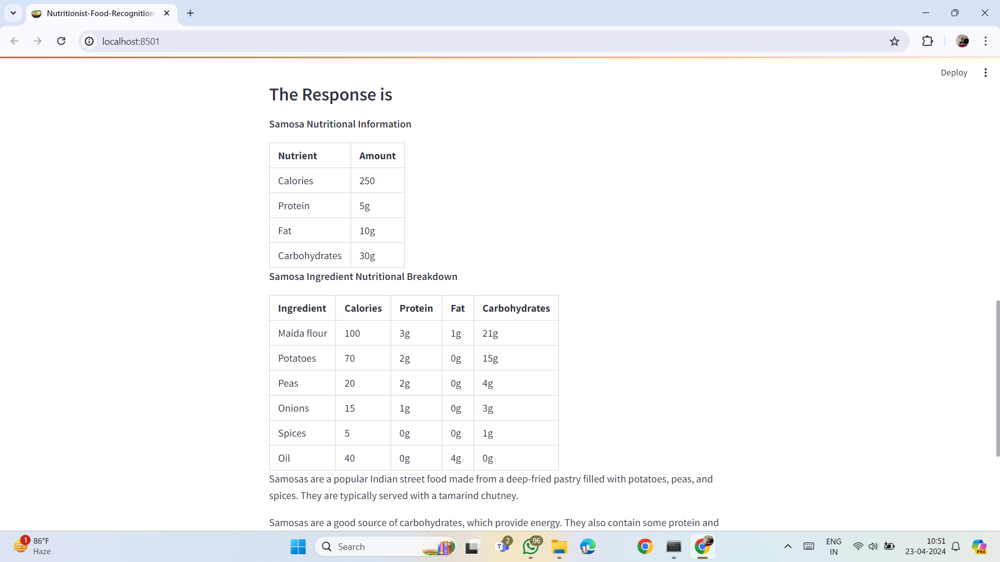 Nutritionist-Food-Recognition
localhost:8501
Deploy
The Response is
Samosa Nutritional Information
Nutrient Amount
Calories 250
Protein 5g
Fat 10g
Carbohydrates 30g
Samosa Ingredient Nutritional Breakdown
Ingredient Calories Protein Fat Carbohydrates
Maida flour 100 3g 1g 21g
Potatoes 70 2g 0g 15g
Peas 20 2g 0g 4g
Onions 15 1g 0g 3g
Spices 5 0g 0g 1g
Oil 40 0g 4g 0g
Samosas are a popular Indian street food made from a deep-fried pastry filled with potatoes, peas, and
spices. They are typically served with a tamarind chutney.
Samosas are a good source of carbohydrates, which provide energy. They also contain some protein and
1 86°F
Haze
Search
2
96
ENG
IN
10:51
23-04-2024
PRE